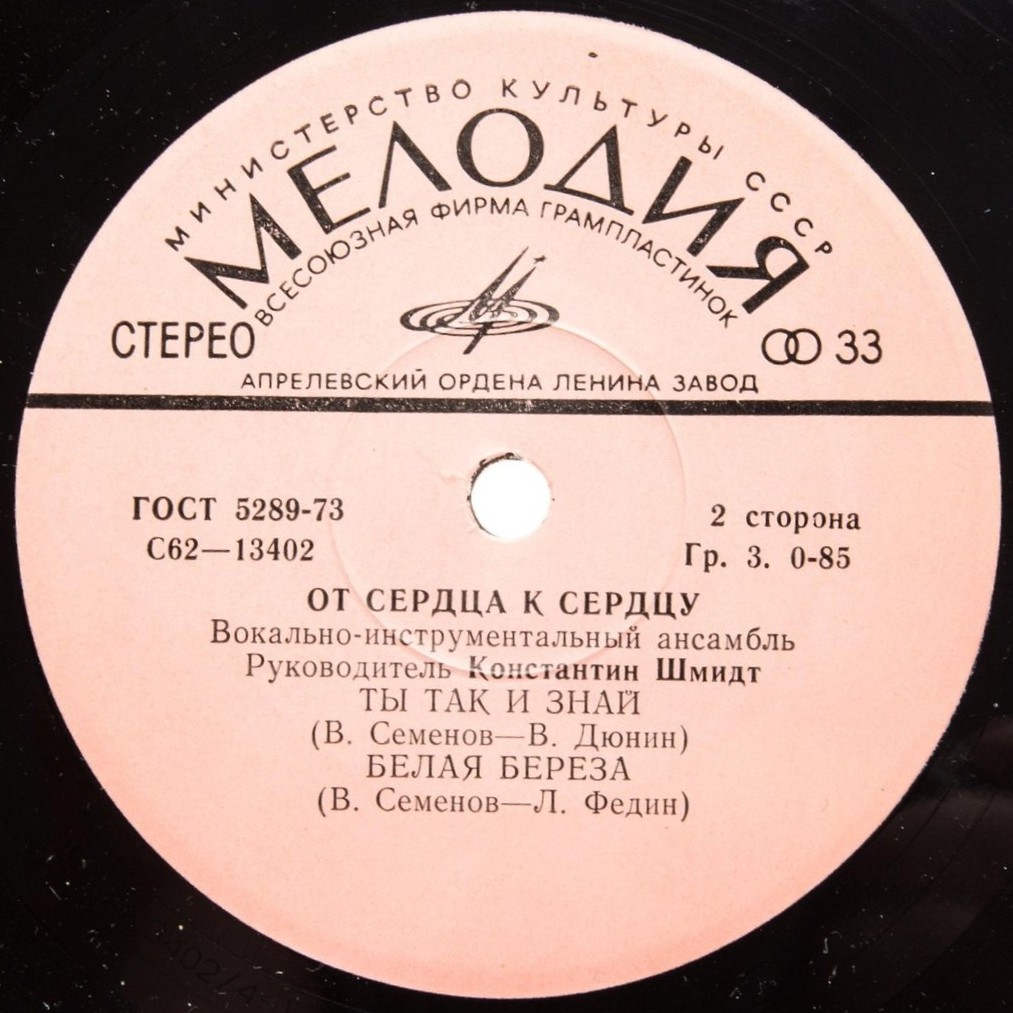 МИНИСТЕРСТВО КУЛЬТУРЫ СССР
МЕЛОДИЯ
ВСЕСОЮЗНАЯ ФИРМА ГРАМПЛАСТИНОК
СТЕРЕО
33
АПРЕЛЕВСКИЙ ОРДЕНА ЛЕНИНА ЗАВОД
ГОСТ 5289-73
2 сторона
С62—13402
Гр. 3. 0-85
ОТ СЕРДЦА К СЕРДЦУ
Вокально-инструментальный ансамбль
Руководитель Константин Шмидт
ТЫ ТАК И ЗНАЙ
(В. Семенов—В. Дюнин)
БЕЛАЯ БЕРЕЗА
(В. Семенов—Л. Федин)